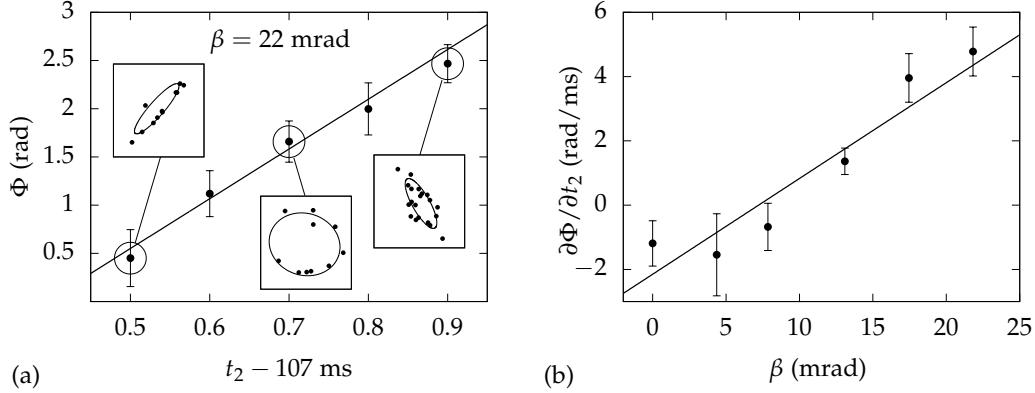 3
2.5
2
1.5
1
0.5
Φ (rad)
β = 22 mrad
0.5 0.6 0.7 0.8 0.9
(a) t₂ − 107 ms
6
4
2
0
−2
∂Φ/∂t₂ (rad/ms)
0 5 10 15 20 25
(b) β (mrad)